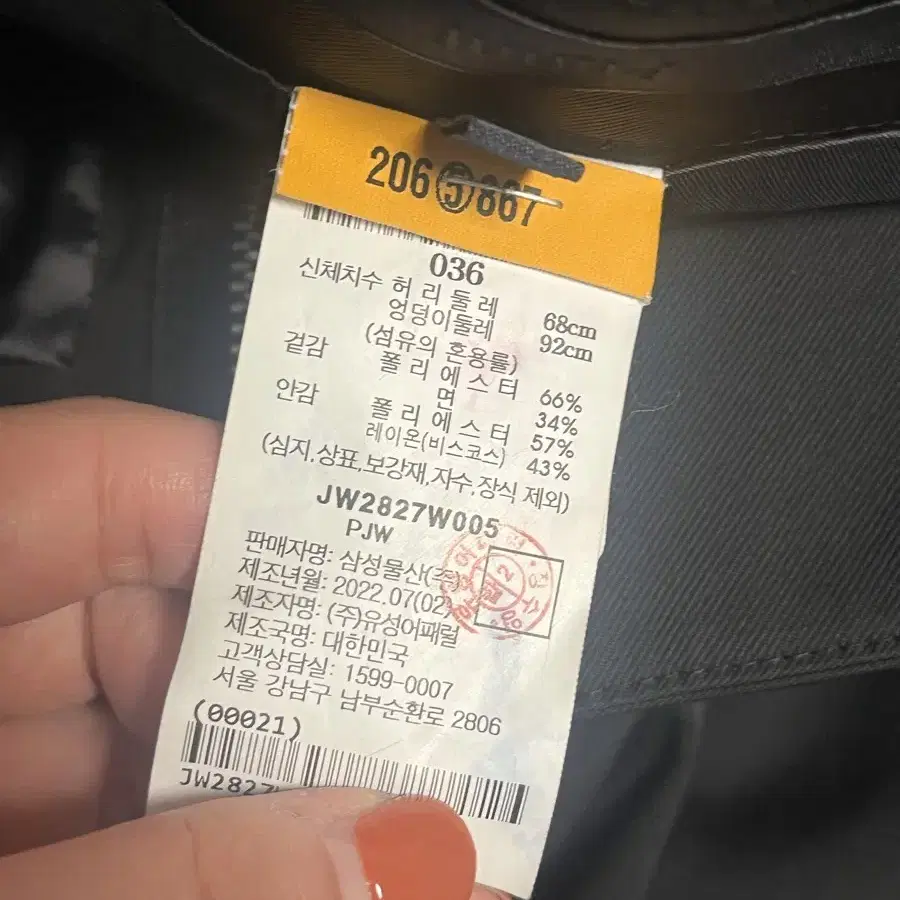 206⑤867
036
신체치수 허 리 둘 레 68cm
엉덩이둘레 92cm
(섬유의 혼용률)
겉감 폴 리 에 스 터 66%
면 34%
안감 폴 리 에 스 터 57%
레이온(비스코스) 43%
(심지,상표,보강재,자수,장식 제외)
JW2827W005
PJW
판매자명: 삼성물산(주)
제조년월: 2022.07(02)
제조자명: (주)유성어패럴
제조국명: 대한민국
고객상담실: 1599-0007
서울 강남구 남부순환로 2806
(00021)